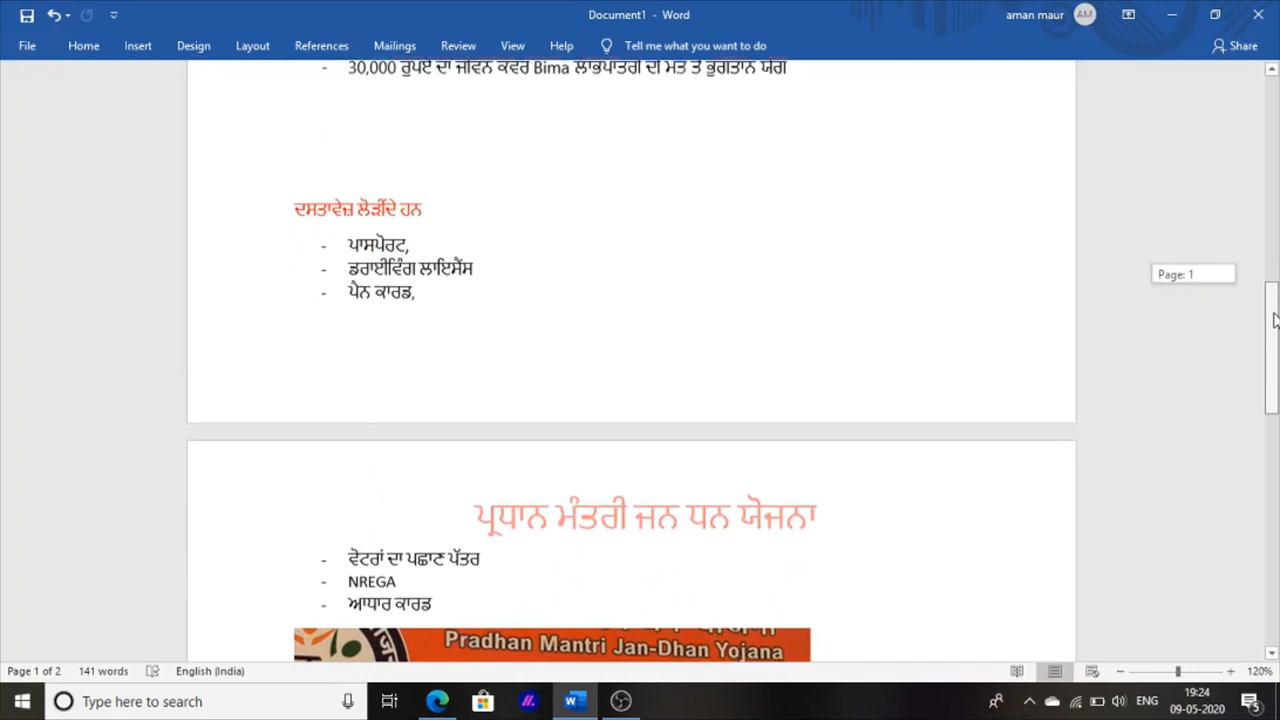 Document1 - Word
aman maur AM
File Home Insert Design Layout References Mailings Review View Help Tell me what you want to do Share
- 30,000 ਰੁਪਏ ਦਾ ਜੀਵਨ ਕਵਰ Bima ਲਾਭਪਾਤਰੀ ਦੀ ਮੌਤ ਤੇ ਭੁਗਤਾਨ ਯੋਗ
ਦਸਤਾਵੇਜ਼ ਲੋੜੀਂਦੇ ਹਨ
- ਪਾਸਪੋਰਟ,
- ਡਰਾਈਵਿੰਗ ਲਾਇਸੈਂਸ
- ਪੈਨ ਕਾਰਡ,
Page: 1
ਪ੍ਰਧਾਨ ਮੰਤਰੀ ਜਨ ਧਨ ਯੋਜਨਾ
- ਵੋਟਰਾਂ ਦਾ ਪਛਾਣ ਪੱਤਰ
- NREGA
- ਆਧਾਰ ਕਾਰਡ
Pradhan Mantri Jan-Dhan Yojana
Page 1 of 2 141 words English (India) 120%
Type here to search
ENG
19:24
09-05-2020
5